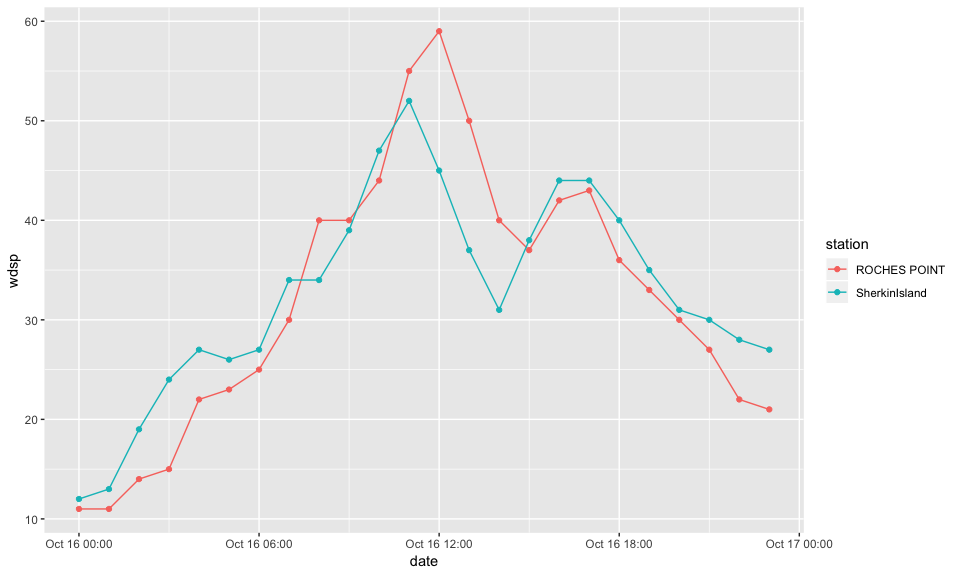 60
50
40
30
20
10
wdsp
Oct 16 00:00
Oct 16 06:00
Oct 16 12:00
Oct 16 18:00
Oct 17 00:00
date
station
ROCHES POINT
SherkinIsland